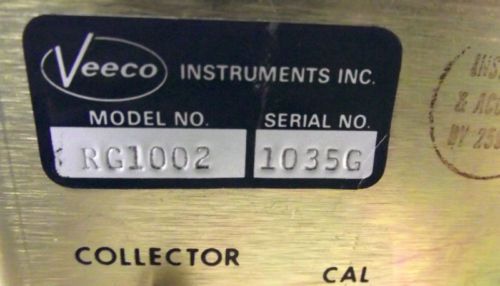 Veeco INSTRUMENTS INC.
MODEL NO. SERIAL NO.
RG1002 1035G
COLLECTOR
CAL